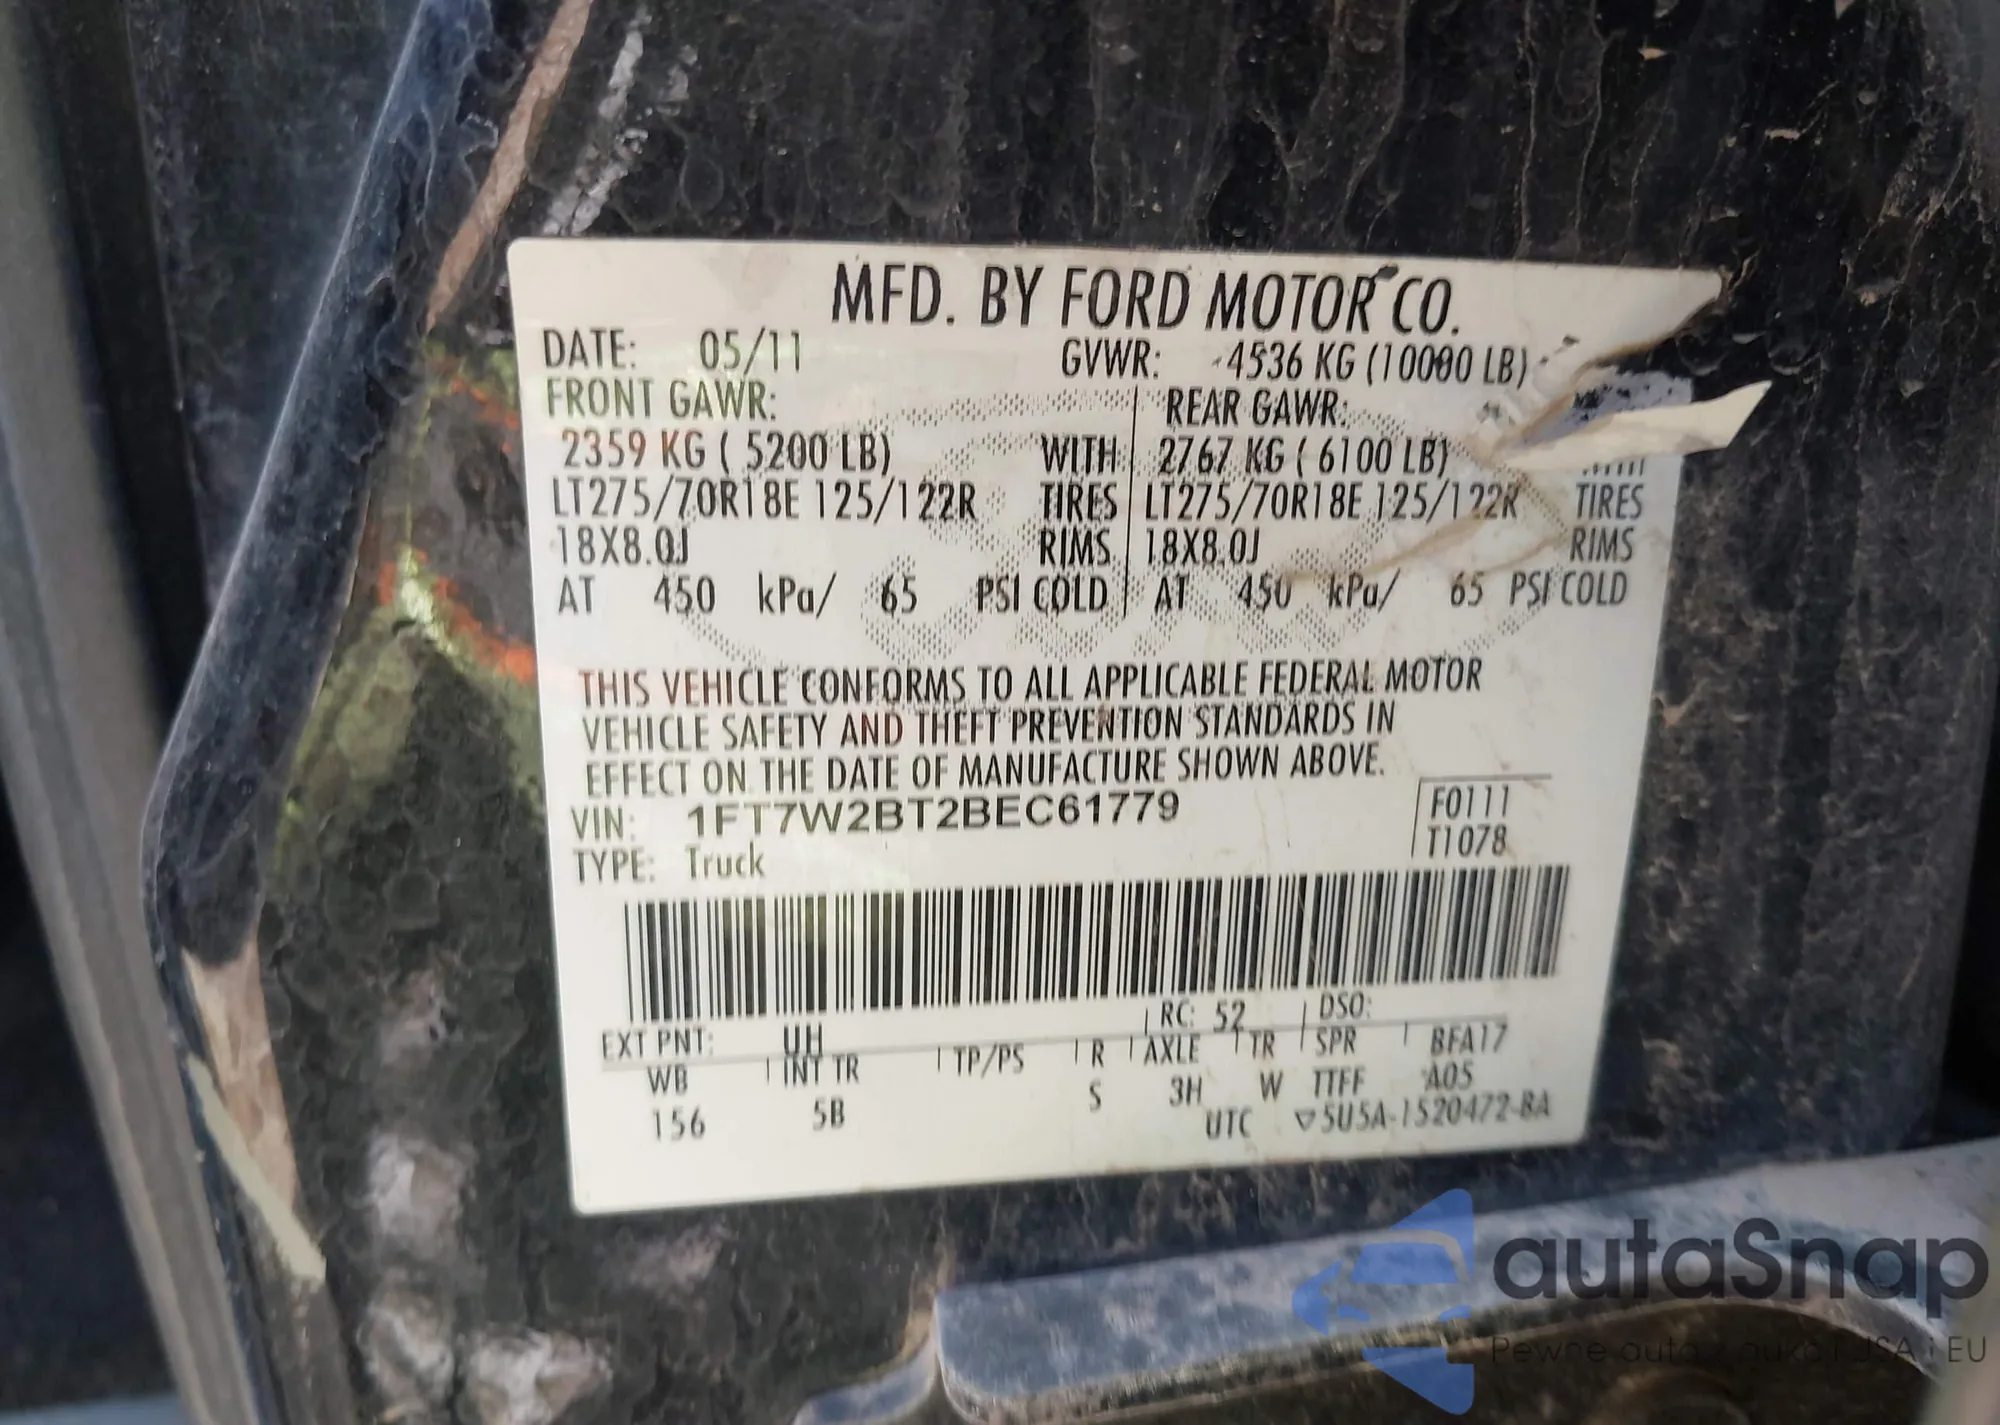 MFD. BY FORD MOTOR CO.
DATE: 05/11 GVWR: 4536 KG (10000 LB)
FRONT GAWR: REAR GAWR:
2359 KG ( 5200 LB) WITH 2767 KG ( 6100 LB)
LT275/70R18E 125/122R TIRES LT275/70R18E 125/122R TIRES
18X8.0J RIMS 18X8.0J RIMS
AT 450 kPa/ 65 PSI COLD AT 450 kPa/ 65 PSI COLD
THIS VEHICLE CONFORMS TO ALL APPLICABLE FEDERAL MOTOR
VEHICLE SAFETY AND THEFT PREVENTION STANDARDS IN
EFFECT ON THE DATE OF MANUFACTURE SHOWN ABOVE.
VIN: 1FT7W2BT2BEC61779 F0111
TYPE: Truck T1078
EXT PNT: UH RC: 52 DSO:
WB INT TR TP/PS R AXLE TR SPR BFA17
156 5B S 3H W TTFF A05
UTC ▽5U5A-1520472-BA
autaSnap
Pewne auta z aukcji USA i EU